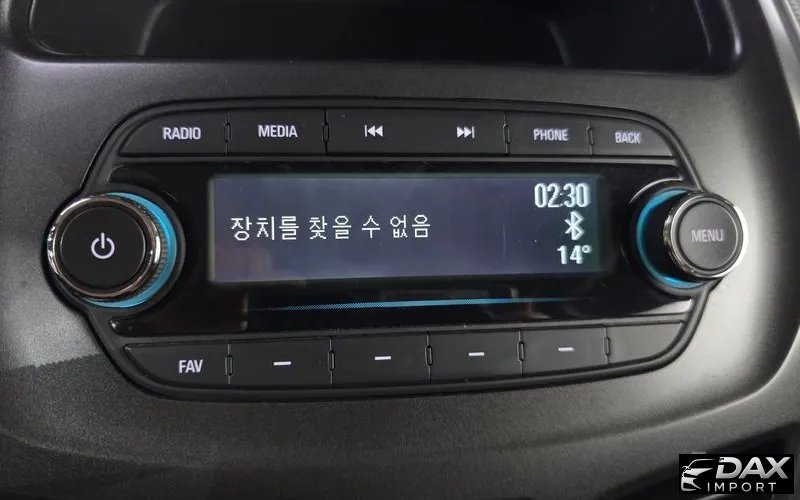 RADIO
MEDIA
PHONE
BACK
02:30
장치를 찾을 수 없음
14°
MENU
FAV
DAX
IMPORT